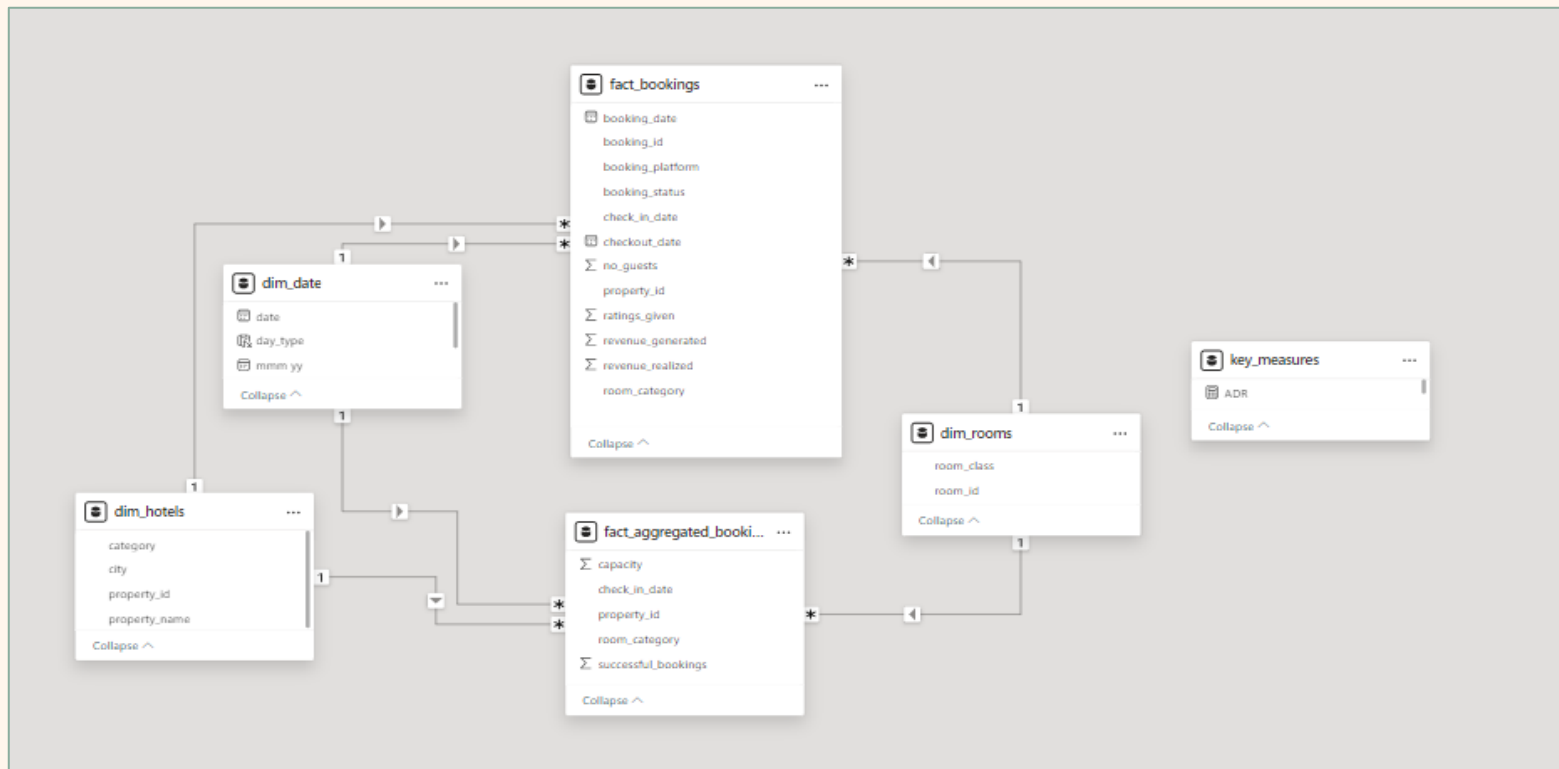 fact_bookings
booking_date
booking_id
booking_platform
booking_status
check_in_date
checkout_date
no_guests
property_id
ratings_given
revenue_generated
revenue_realized
room_category
Collapse
dim_date
date
day_type
mmm yy
Collapse
dim_hotels
category
city
property_id
property_name
Collapse
fact_aggregated_booki...
capacity
check_in_date
property_id
room_category
successful_bookings
Collapse
dim_rooms
room_class
room_id
Collapse
key_measures
ADR
Collapse
1
*
1
*
1
*
1
*
1
*
1
*